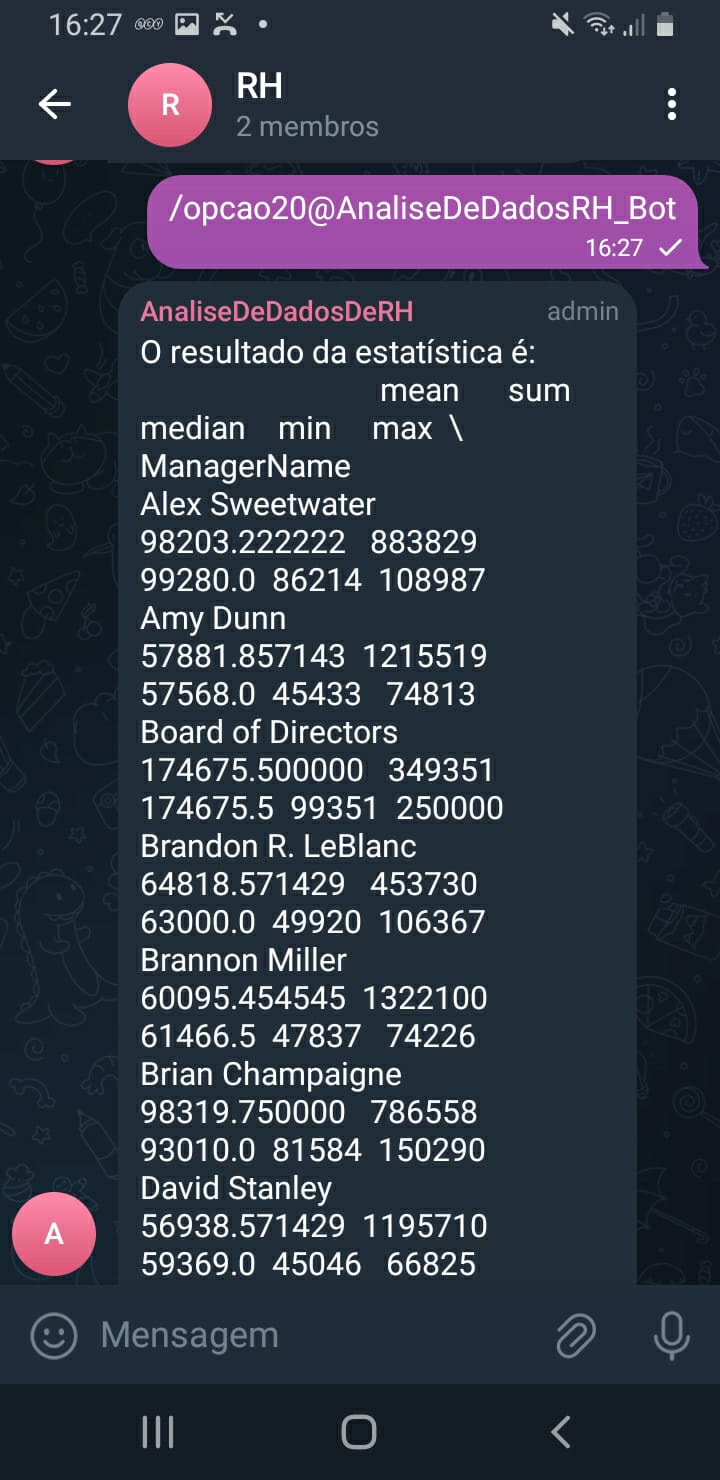 16:27
R
RH
2 membros
/opcao20@AnaliseDeDadosRH_Bot
16:27
AnaliseDeDadosDeRH admin
O resultado da estatística é:
mean sum
median min max \
ManagerName
Alex Sweetwater
98203.222222 883829
99280.0 86214 108987
Amy Dunn
57881.857143 1215519
57568.0 45433 74813
Board of Directors
174675.500000 349351
174675.5 99351 250000
Brandon R. LeBlanc
64818.571429 453730
63000.0 49920 106367
Brannon Miller
60095.454545 1322100
61466.5 47837 74226
Brian Champaigne
98319.750000 786558
93010.0 81584 150290
David Stanley
56938.571429 1195710
59369.0 45046 66825
A
Mensagem